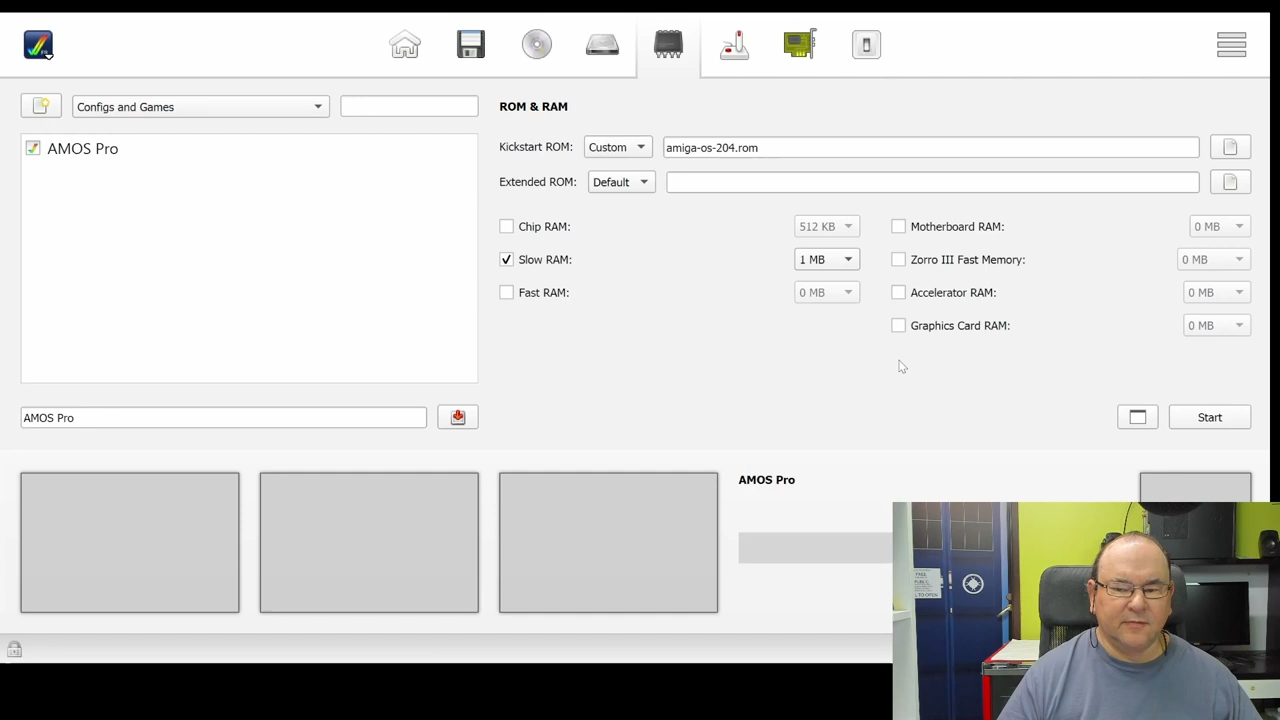 Configs and Games
AMOS Pro
AMOS Pro
ROM & RAM
Kickstart ROM: Custom amiga-os-204.rom
Extended ROM: Default
Chip RAM: 512 KB
Slow RAM: 1 MB
Fast RAM: 0 MB
Motherboard RAM: 0 MB
Zorro III Fast Memory: 0 MB
Accelerator RAM: 0 MB
Graphics Card RAM: 0 MB
Start
AMOS Pro
FREE
PUBLIC